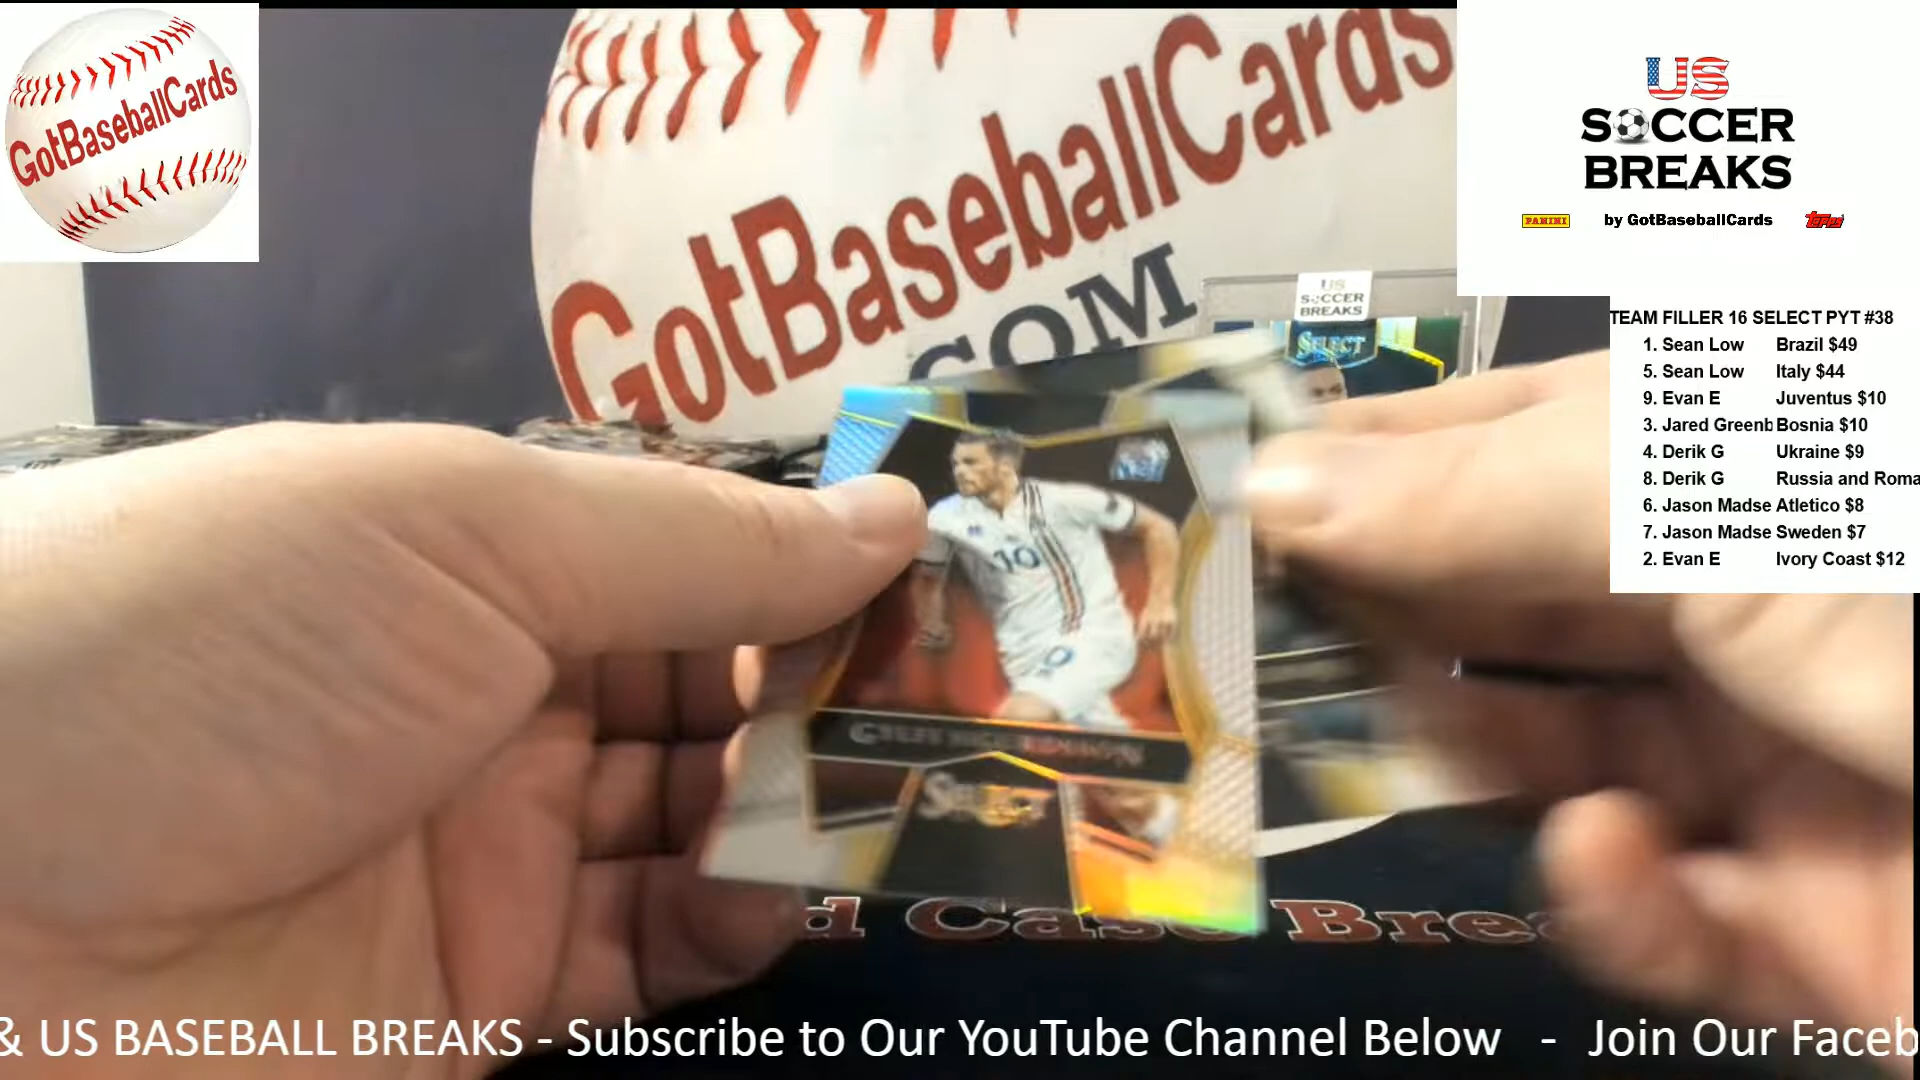 GotBaseballCards
GotBaseballCards
.COM
US
SOCCER
BREAKS
PANINI by GotBaseballCards Topps
US
SOCCER
BREAKS
SELECT
TEAM FILLER 16 SELECT PYT #38
1. Sean Low Brazil $49
5. Sean Low Italy $44
9. Evan E Juventus $10
3. Jared Greenb Bosnia $10
4. Derik G Ukraine $9
8. Derik G Russia and Roma
6. Jason Madse Atletico $8
7. Jason Madse Sweden $7
2. Evan E Ivory Coast $12
10
SELECT
d Case Brea
& US BASEBALL BREAKS - Subscribe to Our YouTube Channel Below - Join Our Faceb